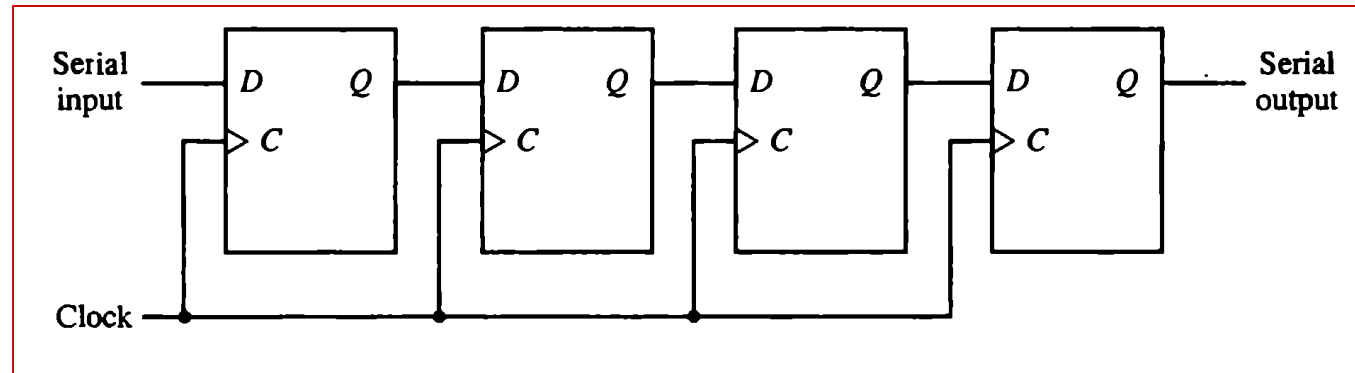 Serial
input
D Q D Q D Q D Q
Serial
output
C C C C
Clock